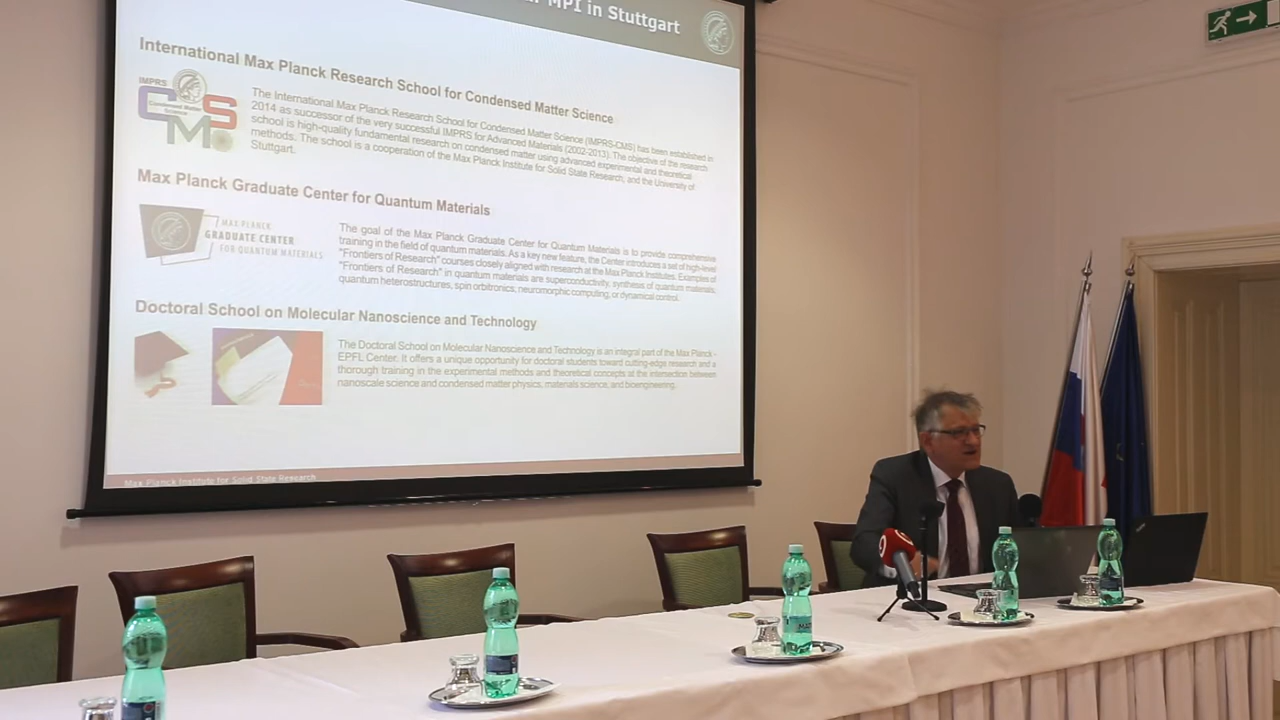 MPI in Stuttgart
International Max Planck Research School for Condensed Matter Science
IMPRS
CMS
Condensed Matter
Science
The International Max Planck Research School for Condensed Matter Science (IMPRS-CMS) has been established in
2014 as successor of the very successful IMPRS for Advanced Materials (2002-2013). The objective of the research
school is high-quality fundamental research on condensed matter using advanced experimental and theoretical
methods. The school is a cooperation of the Max Planck Institute for Solid State Research, and the University of
Stuttgart.
Max Planck Graduate Center for Quantum Materials
MAX PLANCK
GRADUATE CENTER
FOR QUANTUM MATERIALS
The goal of the Max Planck Graduate Center for Quantum Materials is to provide comprehensive
training in the field of quantum materials. As a key new feature, the Center introduces a set of high-level
"Frontiers of Research" courses closely aligned with research at the Max Planck Institutes. Examples of
"Frontiers of Research" in quantum materials are superconductivity, synthesis of quantum materials,
quantum heterostructures, spin orbitronics, neuromorphic computing, or dynamical control.
Doctoral School on Molecular Nanoscience and Technology
The Doctoral School on Molecular Nanoscience and Technology is an integral part of the Max Planck -
EPFL Center. It offers a unique opportunity for doctoral students toward cutting-edge research and a
thorough training in the experimental methods and theoretical concepts at the intersection between
nanoscale science and condensed matter physics, materials science, and bioengineering.
Max Planck Institute for Solid State Research